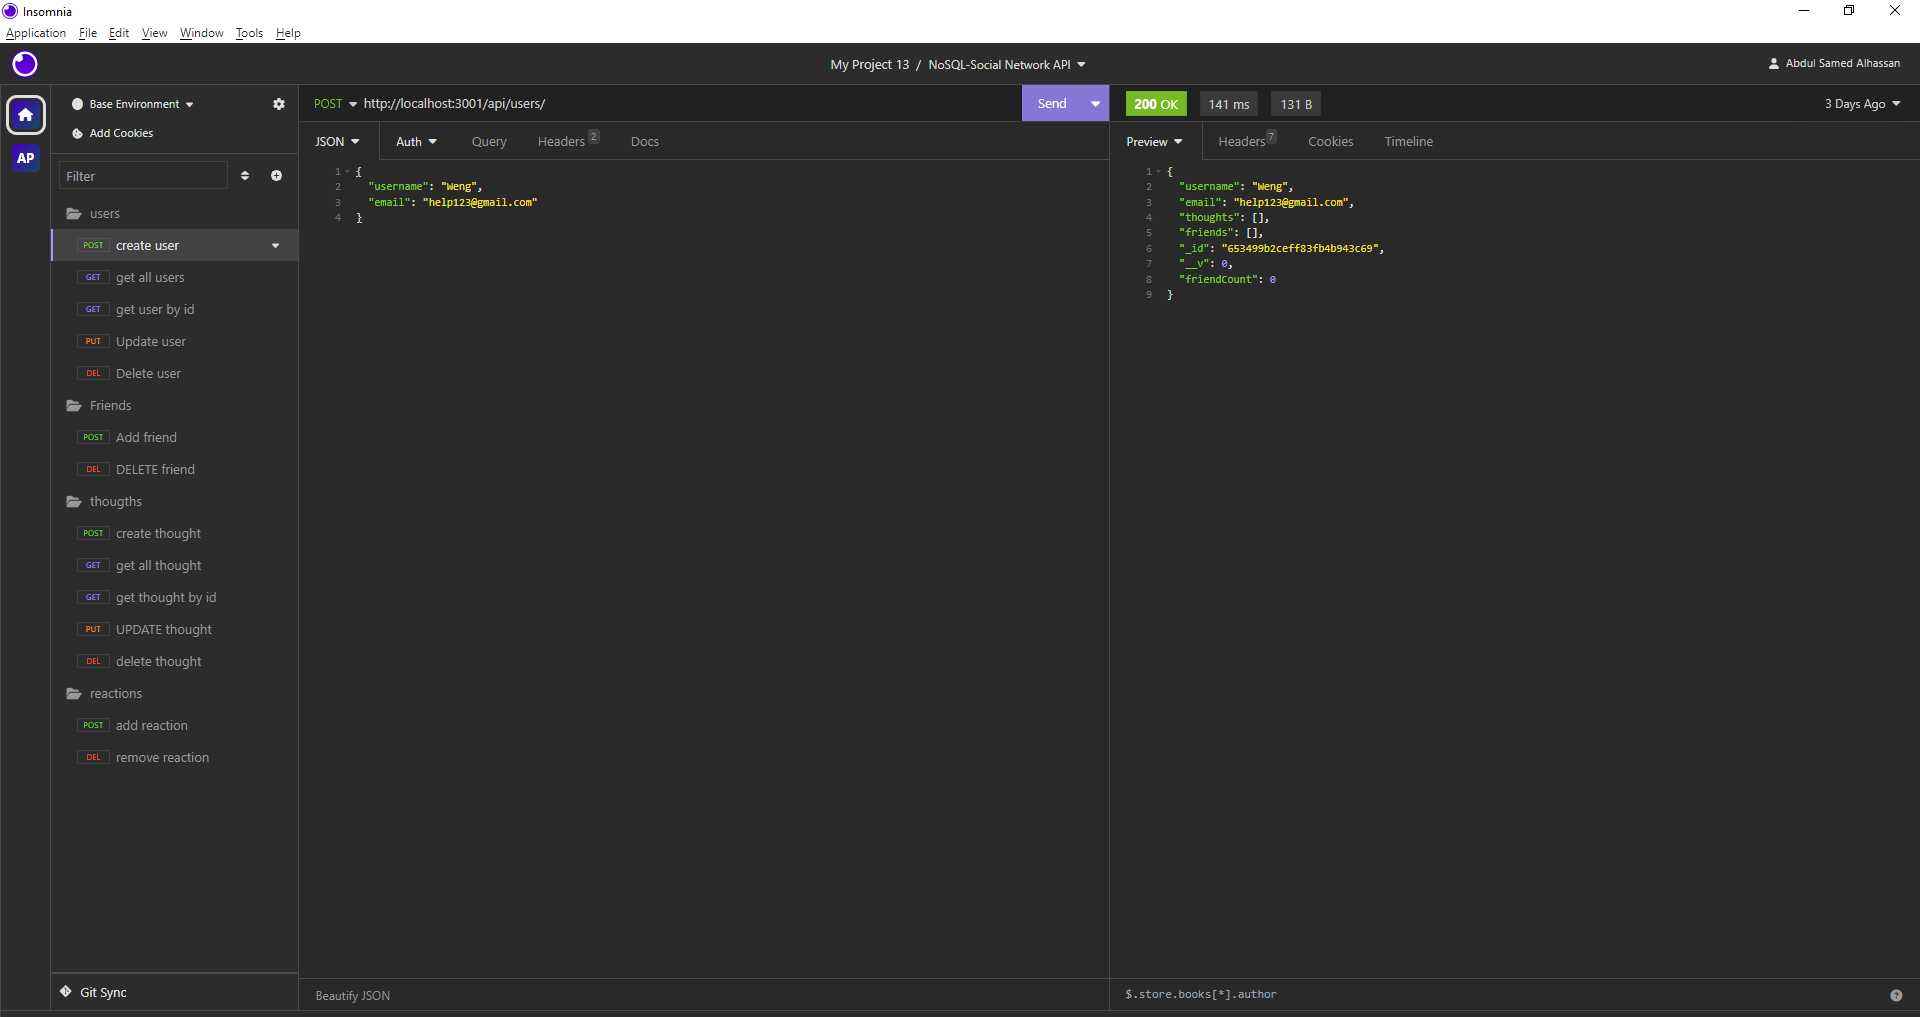 Insomnia
Application File Edit View Window Tools Help
My Project 13 / NoSQL-Social Network API
Abdul Samed Alhassan
AP
Base Environment
Add Cookies
Filter
users
POST create user
GET get all users
GET get user by id
PUT Update user
DEL Delete user
Friends
POST Add friend
DEL DELETE friend
thougths
POST create thought
GET get all thought
GET get thought by id
PUT UPDATE thought
DEL delete thought
reactions
POST add reaction
DEL remove reaction
Git Sync
POST http://localhost:3001/api/users/
Send
JSON Auth Query Headers 2 Docs
1 {
2 "username": "Weng",
3 "email": "help123@gmail.com"
4 }
Beautify JSON
200 OK 141 ms 131 B 3 Days Ago
Preview Headers 7 Cookies Timeline
1 {
2 "username": "Weng",
3 "email": "help123@gmail.com",
4 "thoughts": [],
5 "friends": [],
6 "_id": "653499b2ceff83fb4b943c69",
7 "__v": 0,
8 "friendCount": 0
9 }
$.store.books[*].author
?